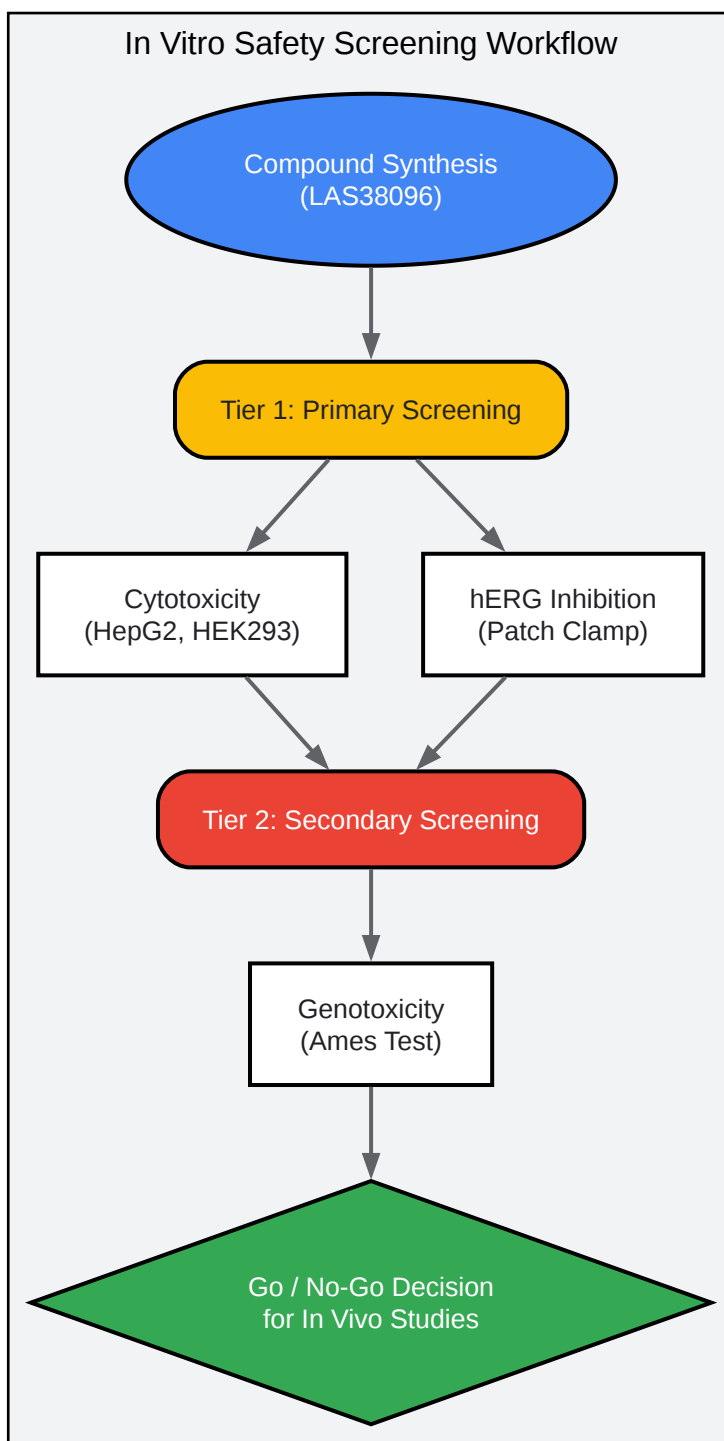 In Vitro Safety Screening Workflow
Compound Synthesis
(LAS38096)
Tier 1: Primary Screening
Cytotoxicity
(HepG2, HEK293)
hERG Inhibition
(Patch Clamp)
Tier 2: Secondary Screening
Genotoxicity
(Ames Test)
Go / No-Go Decision
for In Vivo Studies